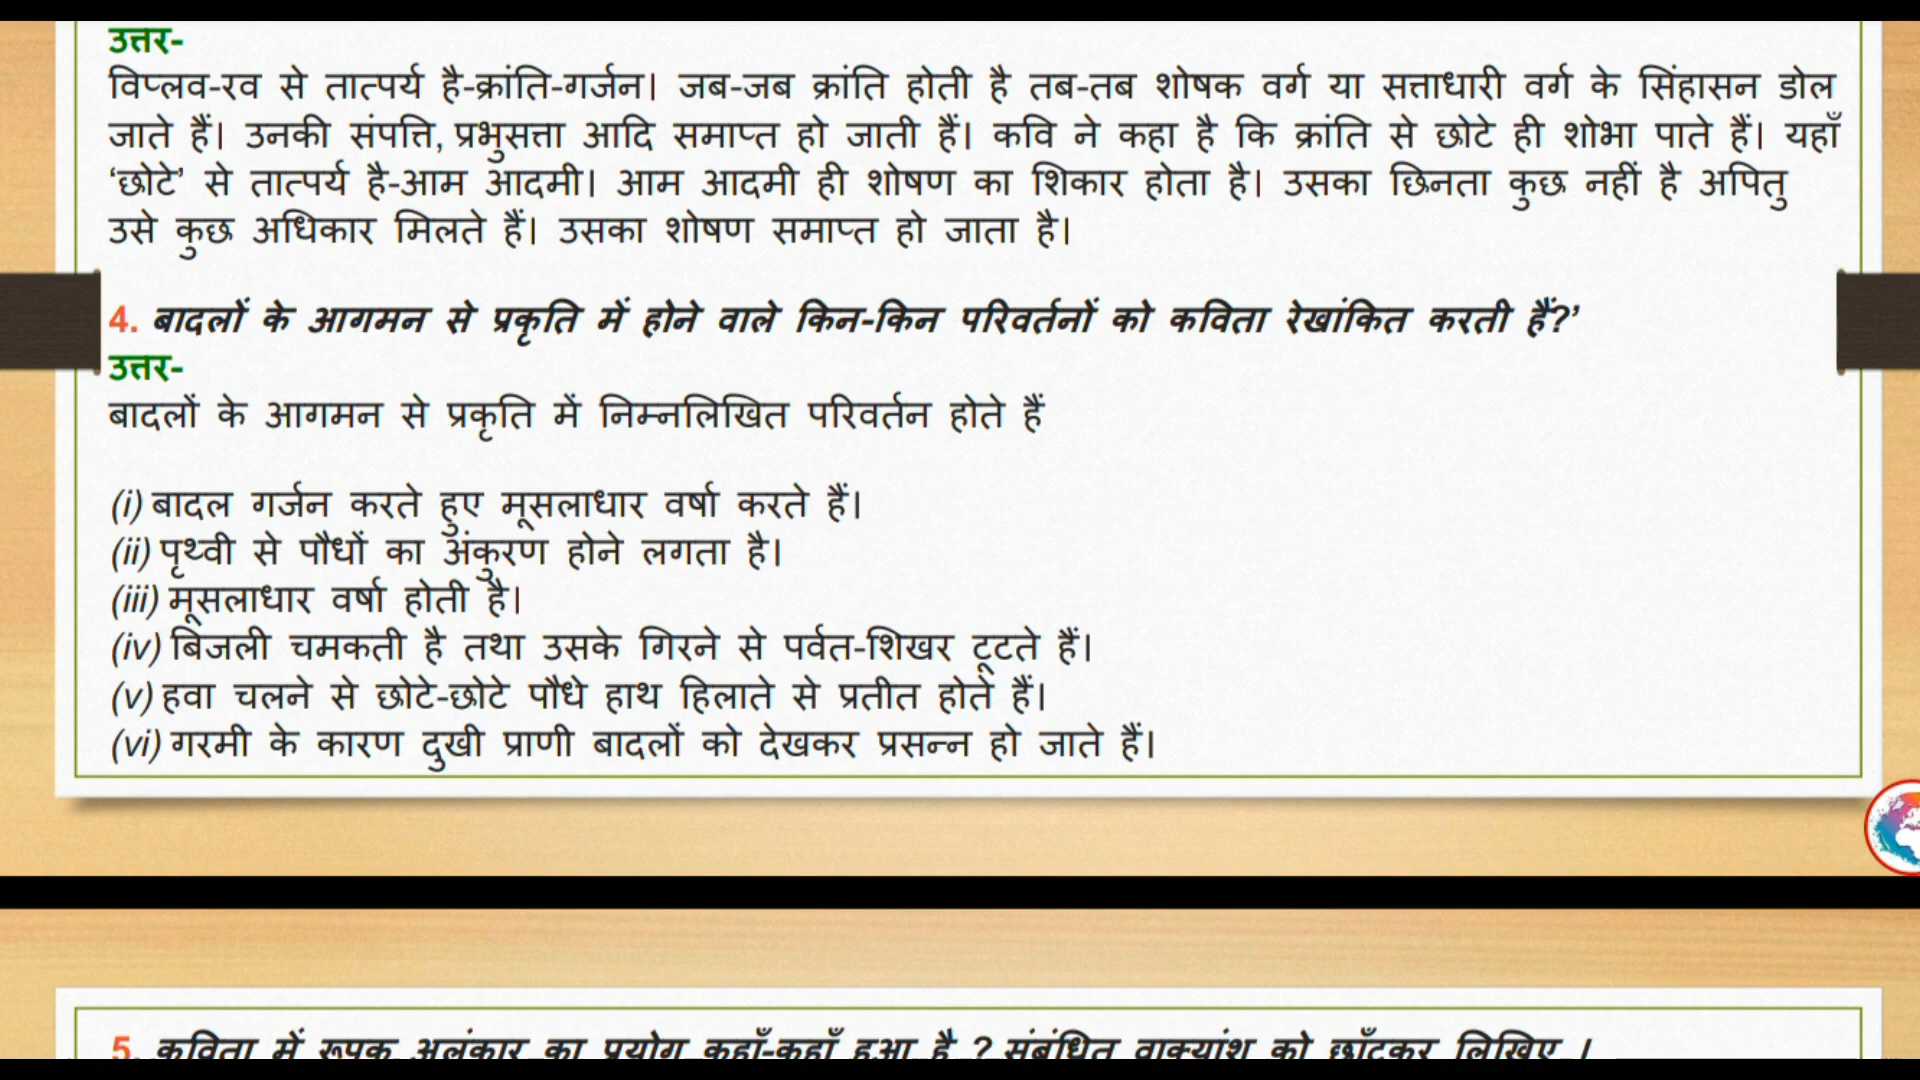 उत्तर-
विप्लव-रव से तात्पर्य है-क्रांति-गर्जन। जब-जब क्रांति होती है तब-तब शोषक वर्ग या सत्ताधारी वर्ग के सिंहासन डोल
जाते हैं। उनकी संपत्ति, प्रभुसत्ता आदि समाप्त हो जाती हैं। कवि ने कहा है कि क्रांति से छोटे ही शोभा पाते हैं। यहाँ
‘छोटे’ से तात्पर्य है-आम आदमी। आम आदमी ही शोषण का शिकार होता है। उसका छिनता कुछ नहीं है अपितु
उसे कुछ अधिकार मिलते हैं। उसका शोषण समाप्त हो जाता है।
4. बादलों के आगमन से प्रकृति में होने वाले किन-किन परिवर्तनों को कविता रेखांकित करती हैं?’
उत्तर-
बादलों के आगमन से प्रकृति में निम्नलिखित परिवर्तन होते हैं
(i) बादल गर्जन करते हुए मूसलाधार वर्षा करते हैं।
(ii) पृथ्वी से पौधों का अंकुरण होने लगता है।
(iii) मूसलाधार वर्षा होती है।
(iv) बिजली चमकती है तथा उसके गिरने से पर्वत-शिखर टूटते हैं।
(v) हवा चलने से छोटे-छोटे पौधे हाथ हिलाते से प्रतीत होते हैं।
(vi) गरमी के कारण दुखी प्राणी बादलों को देखकर प्रसन्न हो जाते हैं।
5. कविता में रूपक अलंकार का प्रयोग कहाँ-कहाँ हुआ है ? संबंधित वाक्यांश को छाँटकर लिखिए ।